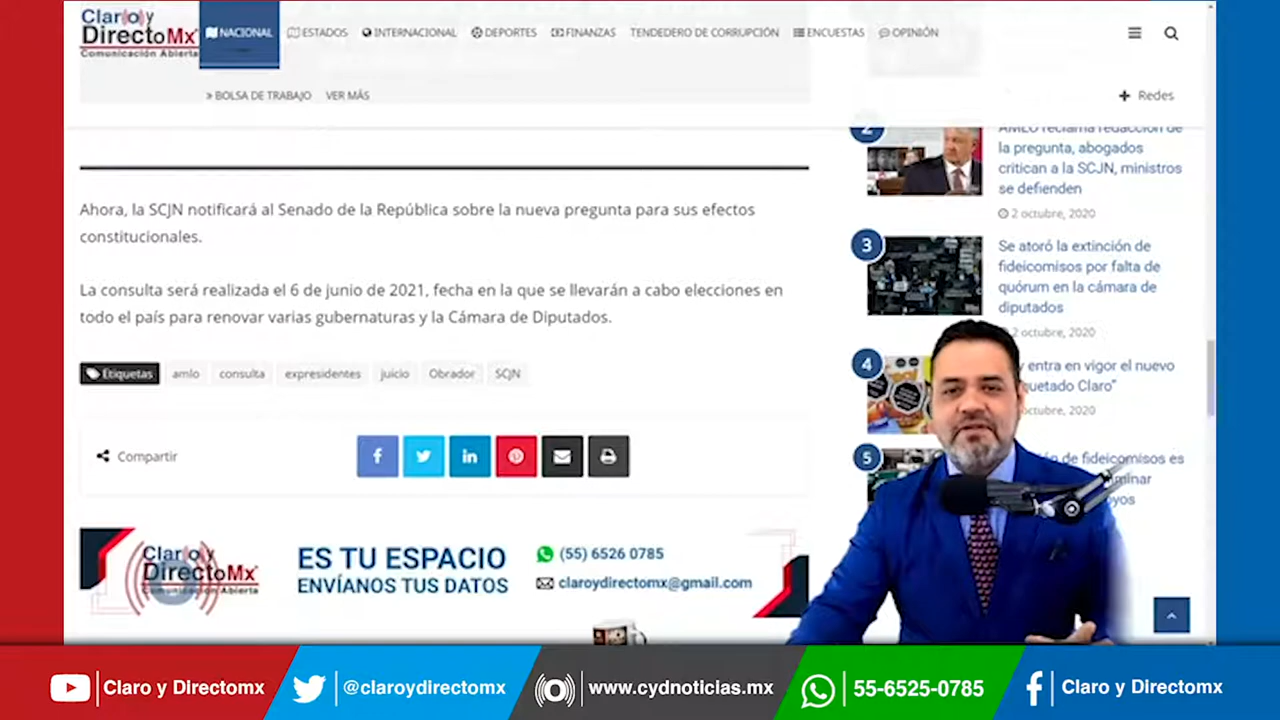 Claro y
DirectoMx
Comunicación Abierta
NACIONAL
ESTADOS
INTERNACIONAL
DEPORTES
FINANZAS
TENDEDERO DE CORRUPCIÓN
ENCUESTAS
OPINIÓN
» BOLSA DE TRABAJO
VER MÁS
+ Redes
Ahora, la SCJN notificará al Senado de la República sobre la nueva pregunta para sus efectos
constitucionales.
La consulta será realizada el 6 de junio de 2021, fecha en la que se llevarán a cabo elecciones en
todo el país para renovar varias gubernaturas y la Cámara de Diputados.
Etiquetas
amlo
consulta
expresidentes
juicio
Obrador
SCJN
Compartir
2
AMLO reclama redacción de
la pregunta, abogados
critican a la SCJN, ministros
se defienden
2 octubre, 2020
3
Se atoró la extinción de
fideicomisos por falta de
quórum en la cámara de
diputados
2 octubre, 2020
4
y entra en vigor el nuevo
quetado Claro”
octubre, 2020
5
n de fideicomisos es
minar
oyos
Claro y
DirectoMx
Comunicación Abierta
ES TU ESPACIO
ENVÍANOS TUS DATOS
(55) 6526 0785
claroydirectomx@gmail.com
Claro y Directomx
@claroydirectomx
www.cydnoticias.mx
55-6525-0785
Claro y Directomx